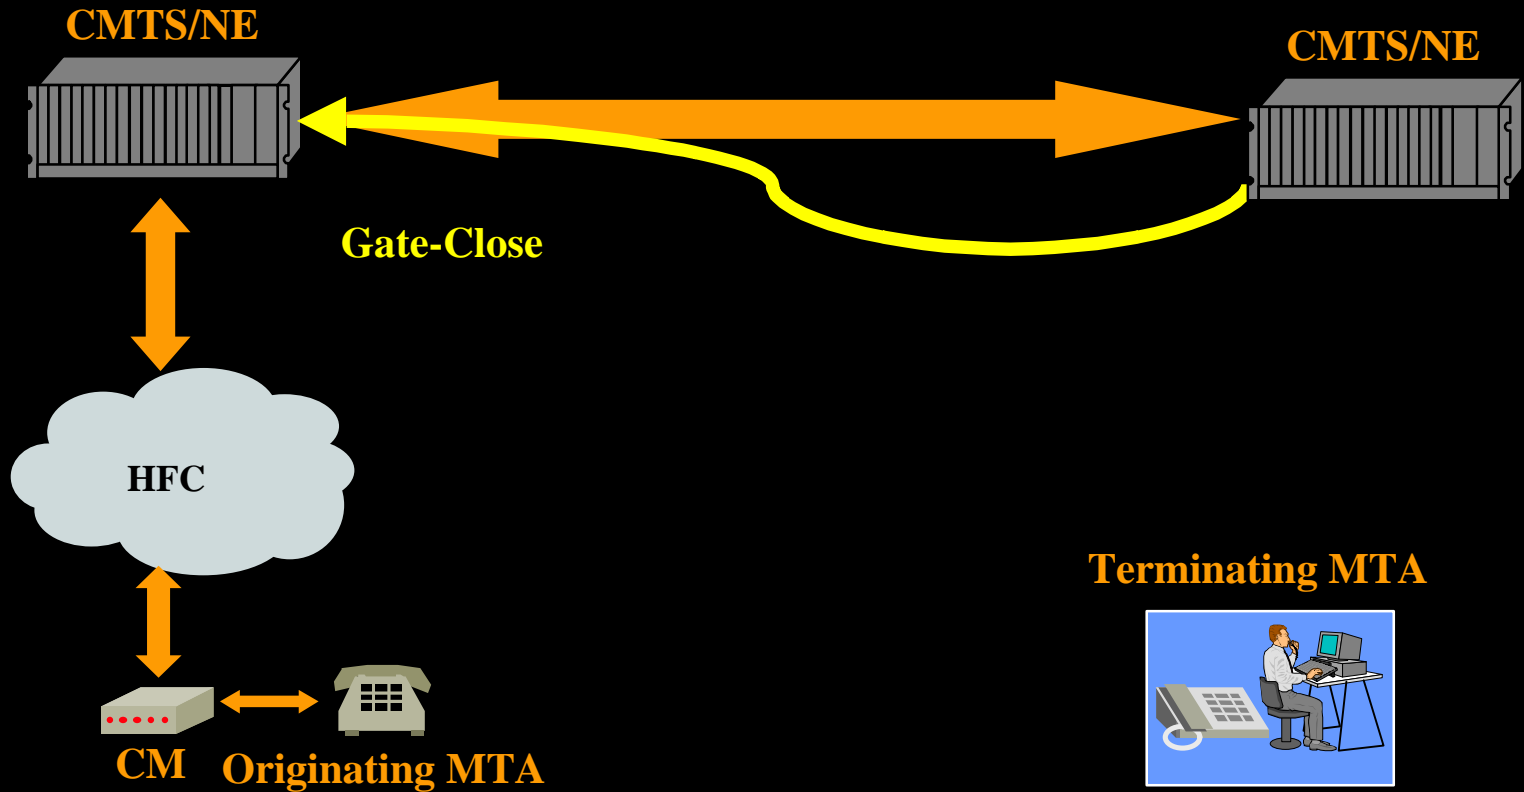 CMTS/NE
CMTS/NE
Gate-Close
HFC
Terminating MTA
CM
Originating MTA